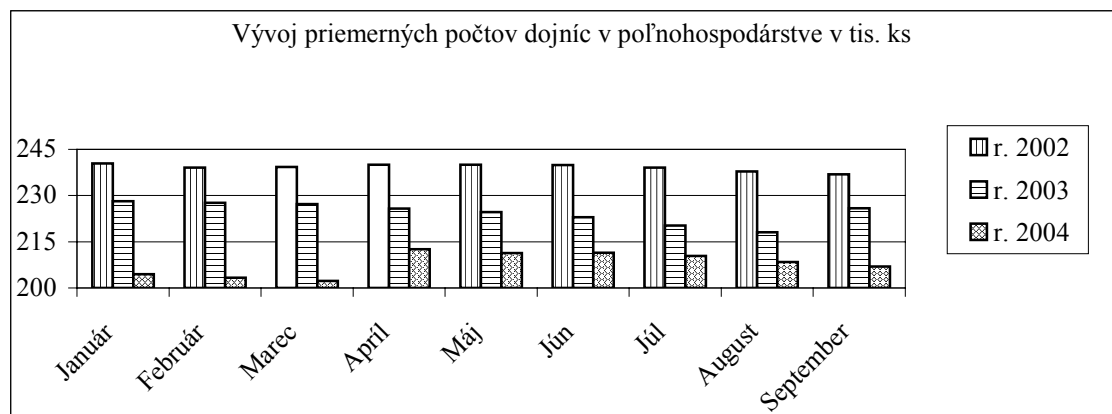 Vývoj priemerných počtov dojníc v poľnohospodárstve v tis. ks
245
230
215
200
Január
Február
Marec
Apríl
Máj
Jún
Júl
August
September
r. 2002
r. 2003
r. 2004